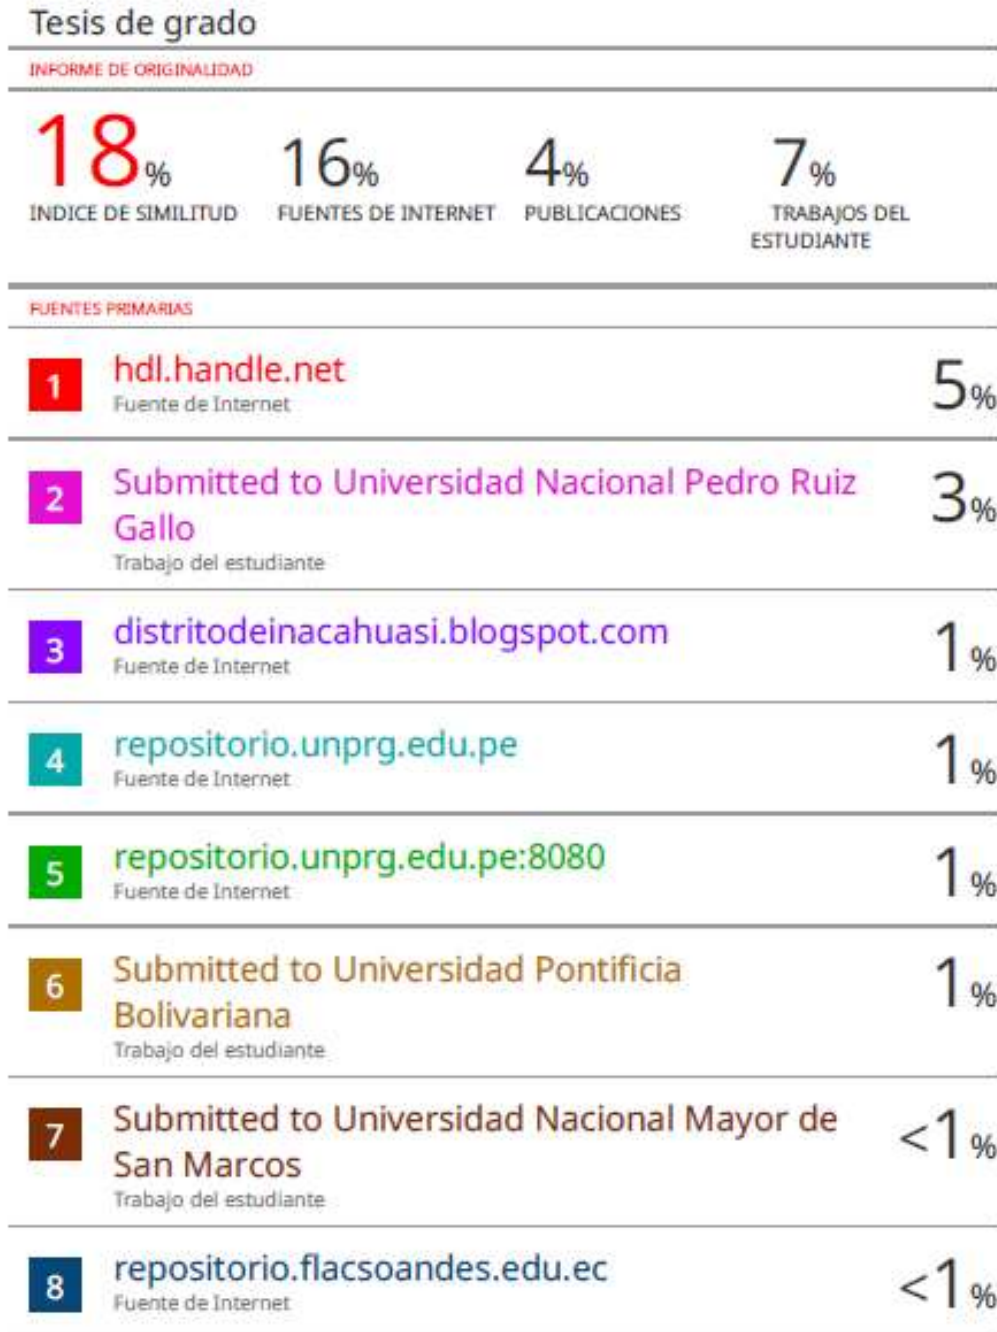 Tesis de grado
INFORME DE ORIGINALIDAD
18%
INDICE DE SIMILITUD
16%
FUENTES DE INTERNET
4%
PUBLICACIONES
7%
TRABAJOS DEL
ESTUDIANTE
FUENTES PRIMARIAS
1
hdl.handle.net
Fuente de Internet
5%
2
Submitted to Universidad Nacional Pedro Ruiz
Gallo
Trabajo del estudiante
3%
3
distritodeinacahuasi.blogspot.com
Fuente de Internet
1%
4
repositorio.unprg.edu.pe
Fuente de Internet
1%
5
repositorio.unprg.edu.pe:8080
Fuente de Internet
1%
6
Submitted to Universidad Pontificia
Bolivariana
Trabajo del estudiante
1%
7
Submitted to Universidad Nacional Mayor de
San Marcos
Trabajo del estudiante
<1%
8
repositorio.flacsoandes.edu.ec
Fuente de Internet
<1%